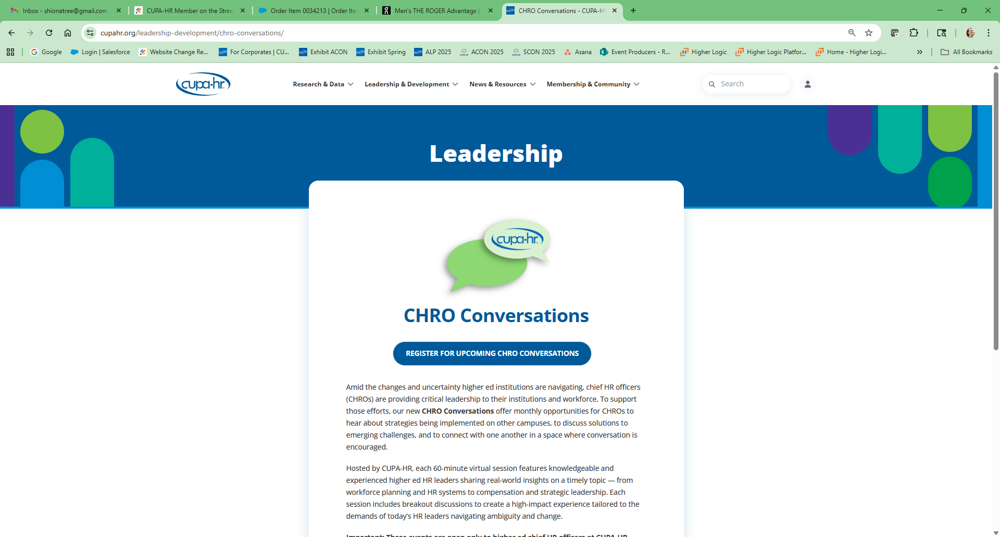 Inbox - shionatree@gmail.com
CUPA-HR Member on the Stree
Order Item 0034213 | Order Ite
Men's THE ROGER Advantage |
CHRO Conversations - CUPA-H
cupahr.org/leadership-development/chro-conversations/
Google
Login | Salesforce
Website Change Re...
For Corporates | CU...
Exhibit ACON
Exhibit Spring
ALP 2025
ACON 2025
SCON 2025
Asana
Event Producers - R...
Higher Logic
Higher Logic Platfor...
Home - Higher Logi...
All Bookmarks
cupa-hr
Research & Data
Leadership & Development
News & Resources
Membership & Community
Search
Leadership
cupa-hr
CHRO Conversations
REGISTER FOR UPCOMING CHRO CONVERSATIONS
Amid the changes and uncertainty higher ed institutions are navigating, chief HR officers
(CHROs) are providing critical leadership to their institutions and workforce. To support
those efforts, our new CHRO Conversations offer monthly opportunities for CHROs to
hear about strategies being implemented on other campuses, to discuss solutions to
emerging challenges, and to connect with one another in a space where conversation is
encouraged.
Hosted by CUPA-HR, each 60-minute virtual session features knowledgeable and
experienced higher ed HR leaders sharing real-world insights on a timely topic — from
workforce planning and HR systems to compensation and strategic leadership. Each
session includes breakout discussions to create a high-impact experience tailored to the
demands of today’s HR leaders navigating ambiguity and change.
Important: These events are open only to higher ed chief HR officers at CUPA-HR